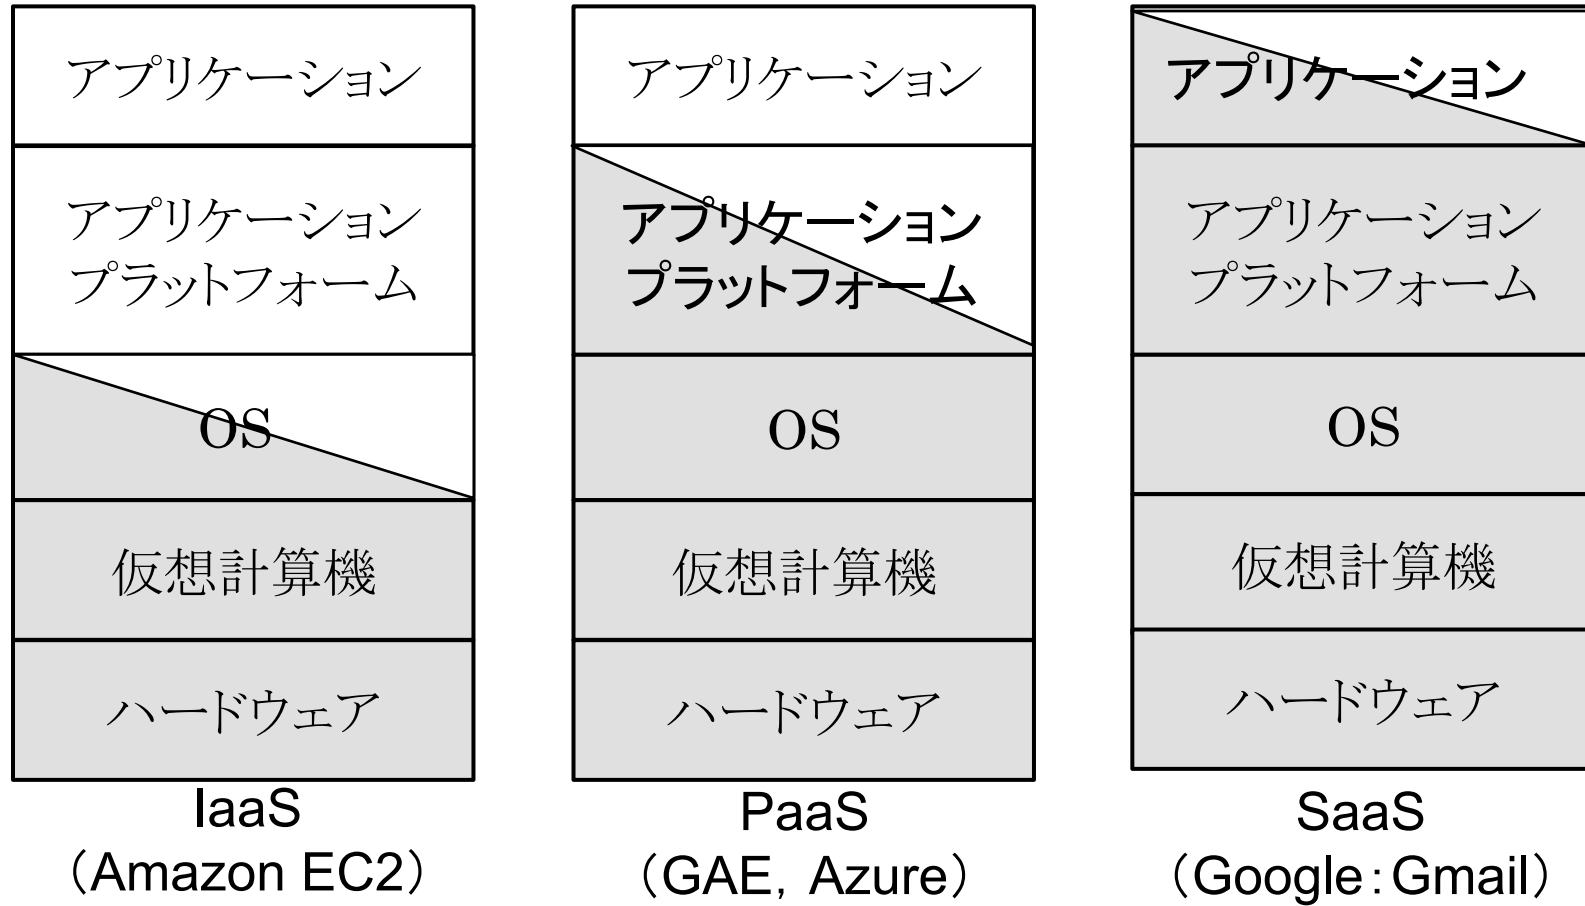 アプリケーション
アプリケーション
プラットフォーム
OS
仮想計算機
ハードウェア
IaaS
（Amazon EC2）
アプリケーション
アプリケーション
プラットフォーム
OS
仮想計算機
ハードウェア
PaaS
（GAE，Azure）
アプリケーション
アプリケーション
プラットフォーム
OS
仮想計算機
ハードウェア
SaaS
（Google：Gmail）